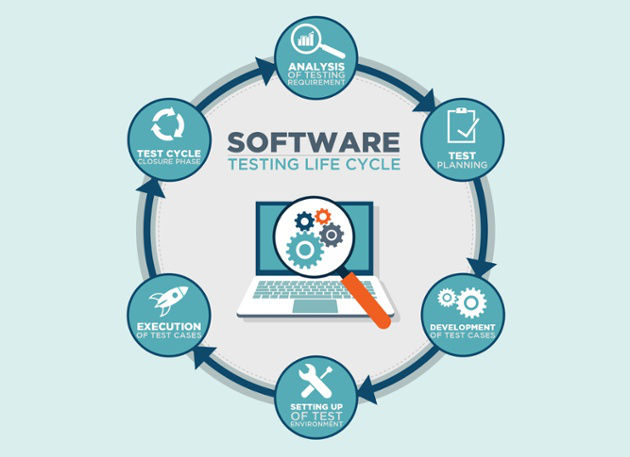 ANALYSIS
OF TESTING
REQUIREMENT
TEST
PLANNING
DEVELOPMENT
OF TEST CASES
SETTING UP
OF TEST
ENVIRONMENT
EXECUTION
OF TEST CASES
TEST CYCLE
CLOSURE PHASE
SOFTWARE
TESTING LIFE CYCLE